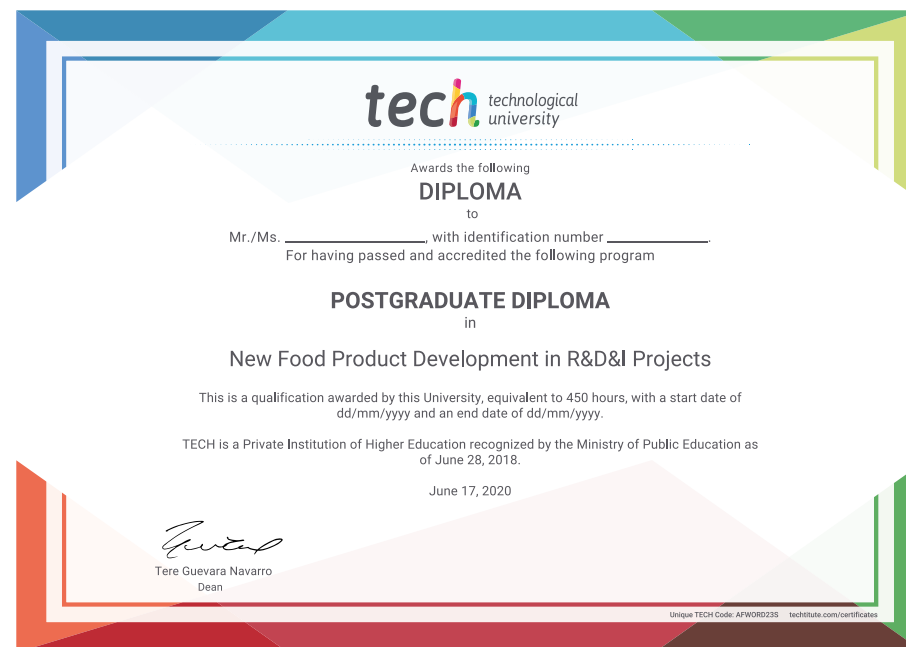 tech technological
university
Awards the following
DIPLOMA
to
Mr./Ms. ____________________, with identification number ______________.
For having passed and accredited the following program
POSTGRADUATE DIPLOMA
in
New Food Product Development in R&D&I Projects
This is a qualification awarded by this University, equivalent to 450 hours, with a start date of
dd/mm/yyyy and an end date of dd/mm/yyyy.
TECH is a Private Institution of Higher Education recognized by the Ministry of Public Education as
of June 28, 2018.
June 17, 2020
Tere Guevara Navarro
Dean
Unique TECH Code: AFWORD23S techtitute.com/certificates